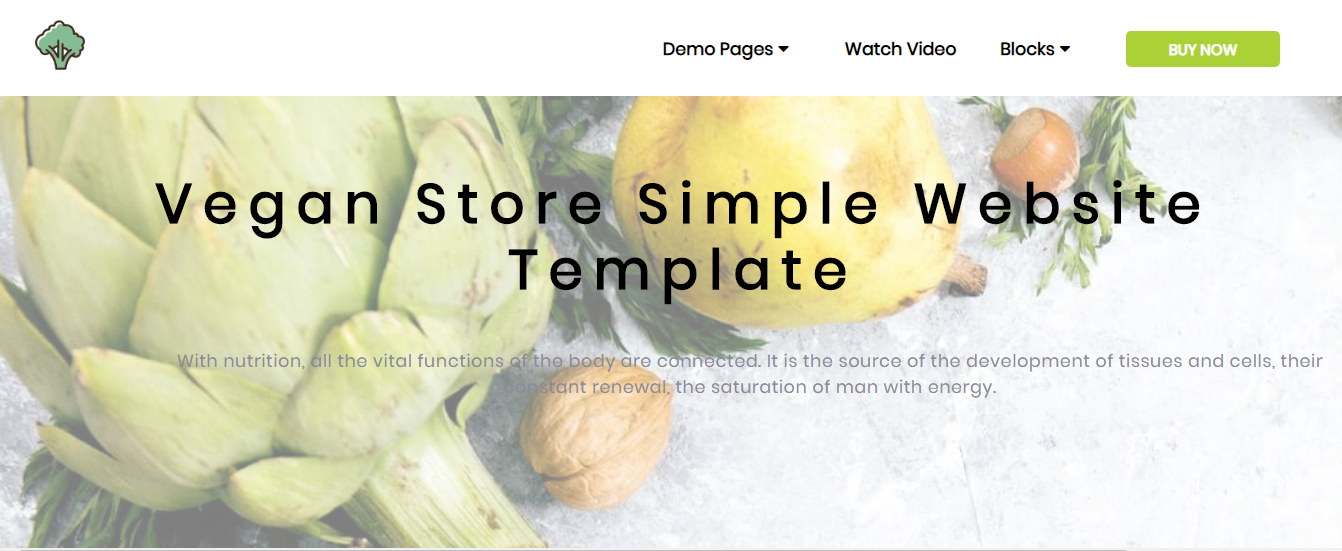 Demo Pages Watch Video Blocks BUY NOW
Vegan Store Simple Website
Template
With nutrition, all the vital functions of the body are connected. It is the source of the development of tissues and cells, their
constant renewal, the saturation of man with energy.